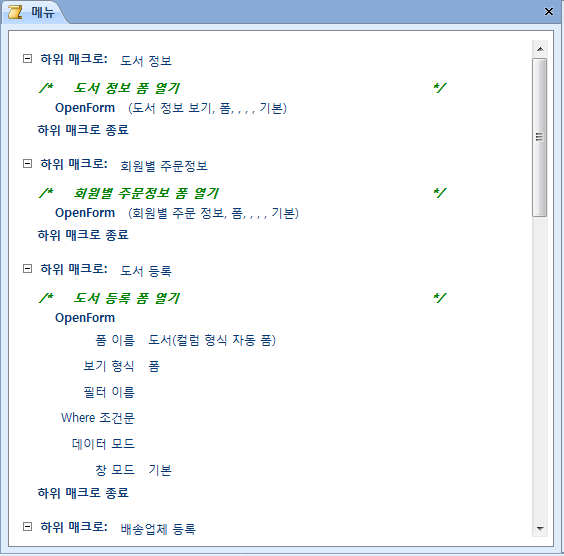 메뉴
하위 매크로: 도서 정보
/* 도서 정보 폼 열기 */
OpenForm (도서 정보 보기, 폼, , , , 기본)
하위 매크로 종료
하위 매크로: 회원별 주문정보
/* 회원별 주문정보 폼 열기 */
OpenForm (회원별 주문 정보, 폼, , , , 기본)
하위 매크로 종료
하위 매크로: 도서 등록
/* 도서 등록 폼 열기 */
OpenForm
폼 이름 도서(컬럼 형식 자동 폼)
보기 형식 폼
필터 이름
Where 조건문
데이터 모드
창 모드 기본
하위 매크로 종료
하위 매크로: 배송업체 등록